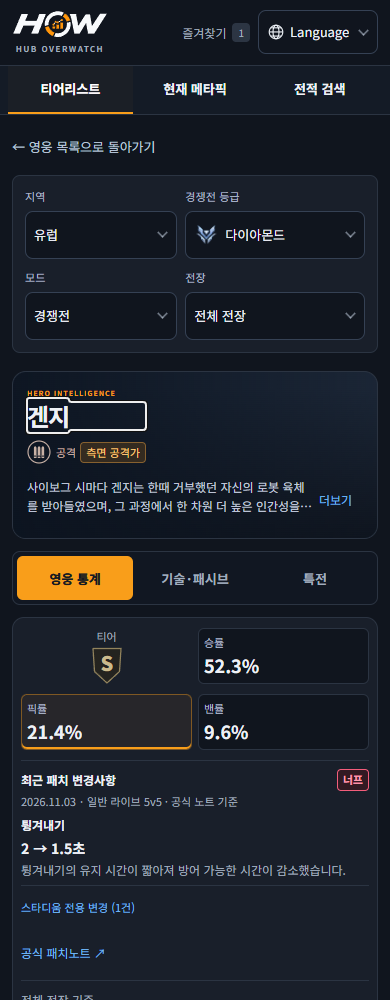 HOW
HUB OVERWATCH
즐겨찾기 1
Language
티어리스트 현재 메타픽 전적 검색
← 영웅 목록으로 돌아가기
지역 경쟁전 등급
유럽 다이아몬드
모드 전장
경쟁전 전체 전장
HERO INTELLIGENCE
겐지
공격 측면 공격가
사이보그 시마다 겐지는 한때 거부했던 자신의 로봇 육체
를 받아들였으며, 그 과정에서 한 차원 더 높은 인간성을… 더보기
영웅 통계 기술·패시브 특전
티어 승률
S 52.3%
픽률 밴률
21.4% 9.6%
최근 패치 변경사항 너프
2026.11.03 · 일반 라이브 5v5 · 공식 노트 기준
튕겨내기
2 → 1.5초
튕겨내기의 유지 시간이 짧아져 방어 가능한 시간이 감소했습니다.
스타디움 전용 변경 (1건)
공식 패치노트 ↗
전체 전장 기준